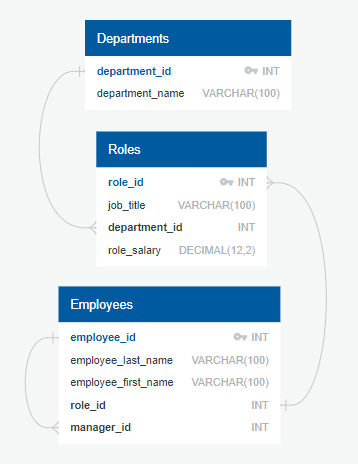 Departments
department_id INT
department_name VARCHAR(100)
Roles
role_id INT
job_title VARCHAR(100)
department_id INT
role_salary DECIMAL(12,2)
Employees
employee_id INT
employee_last_name VARCHAR(100)
employee_first_name VARCHAR(100)
role_id INT
manager_id INT